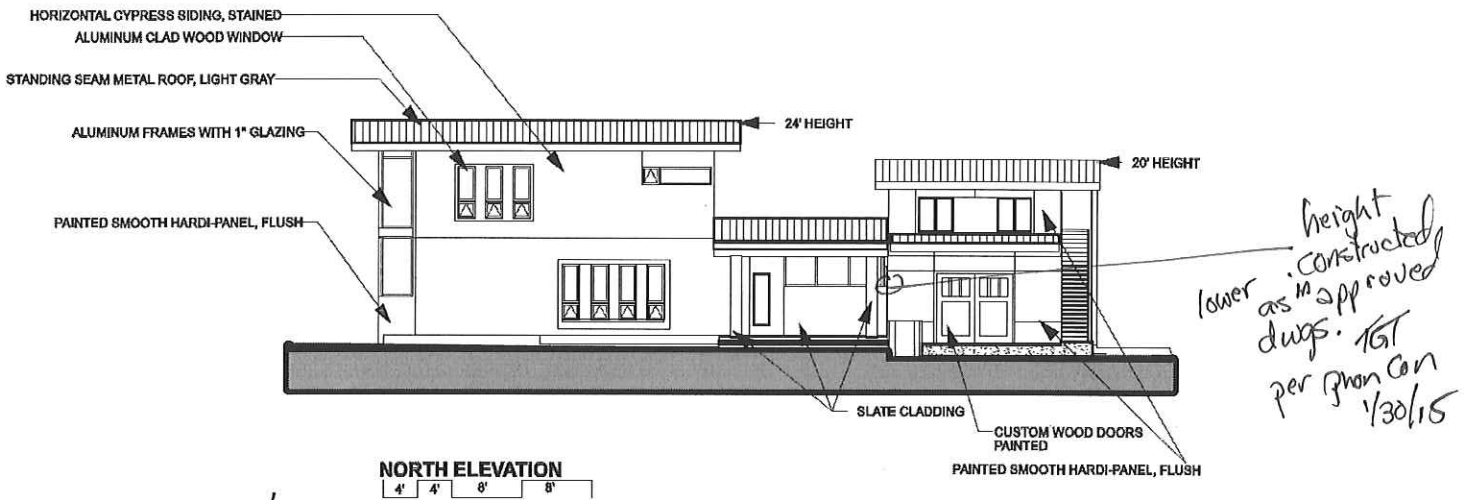 HORIZONTAL CYPRESS SIDING, STAINED
ALUMINUM CLAD WOOD WINDOW
STANDING SEAM METAL ROOF, LIGHT GRAY
24' HEIGHT
ALUMINUM FRAMES WITH 1" GLAZING
20' HEIGHT
PAINTED SMOOTH HARDI-PANEL, FLUSH
height
constructed
lower as in approved
dwgs. TGT
per phon con
1/30/15
SLATE CLADDING
CUSTOM WOOD DOORS
PAINTED
PAINTED SMOOTH HARDI-PANEL, FLUSH
NORTH ELEVATION
4' 4' 8' 8'